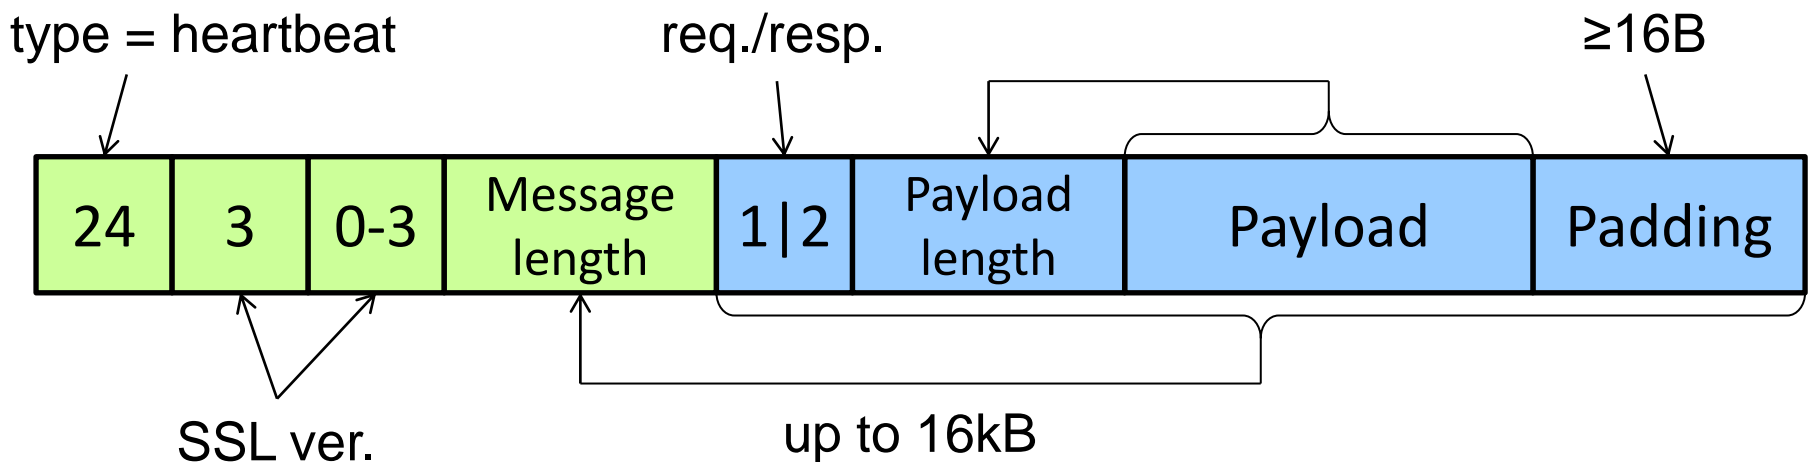 type = heartbeat
req./resp.
≥16B
24
3
0-3
Message
length
1|2
Payload
length
Payload
Padding
SSL ver.
up to 16kB